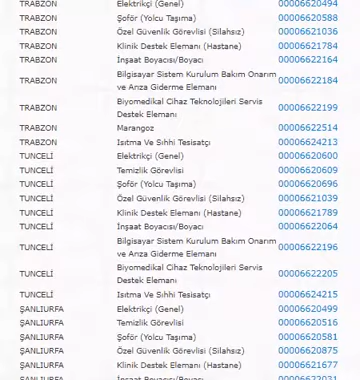 TRABZON Elektrikçi (Genel) 00006620494
TRABZON Şoför (Yolcu Taşıma) 00006620588
TRABZON Özel Güvenlik Görevlisi (Silahsız) 00006621036
TRABZON Klinik Destek Elemanı (Hastane) 00006621784
TRABZON İnşaat Boyacısı/Boyacı 00006622164
TRABZON Bilgisayar Sistem Kurulum Bakım Onarım ve Arıza Giderme Elemanı 00006622184
TRABZON Biyomedikal Cihaz Teknolojileri Servis Destek Elemanı 00006622199
TRABZON Marangoz 00006622514
TRABZON Isıtma Ve Sıhhi Tesisatçı 00006624213
TUNCELİ Elektrikçi (Genel) 00006620600
TUNCELİ Temizlik Görevlisi 00006620609
TUNCELİ Şoför (Yolcu Taşıma) 00006620696
TUNCELİ Özel Güvenlik Görevlisi (Silahsız) 00006621039
TUNCELİ Klinik Destek Elemanı (Hastane) 00006621789
TUNCELİ İnşaat Boyacısı/Boyacı 00006622064
TUNCELİ Bilgisayar Sistem Kurulum Bakım Onarım ve Arıza Giderme Elemanı 00006622196
TUNCELİ Biyomedikal Cihaz Teknolojileri Servis Destek Elemanı 00006622205
TUNCELİ Isıtma Ve Sıhhi Tesisatçı 00006624215
ŞANLIURFA Elektrikçi (Genel) 00006620499
ŞANLIURFA Temizlik Görevlisi 00006620516
ŞANLIURFA Şoför (Yolcu Taşıma) 00006620581
ŞANLIURFA Özel Güvenlik Görevlisi (Silahsız) 00006620875
ŞANLIURFA Klinik Destek Elemanı (Hastane) 00006621677
ŞANLIURFA İnşaat Boyacısı/Boyacı